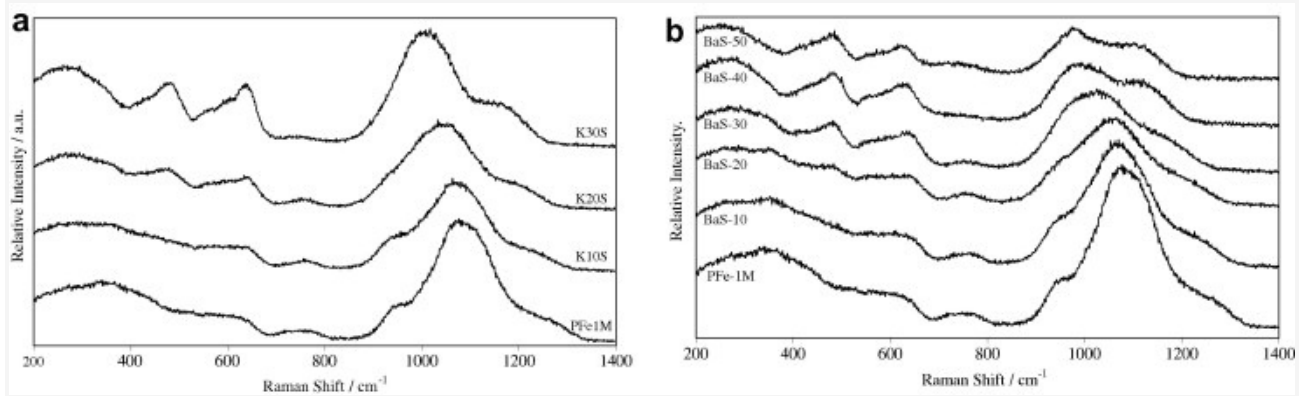 a
Relative Intensity / a.u.
K30S
K20S
K10S
PFe1M
200 400 600 800 1000 1200 1400
Raman Shift / cm-1
b
Relative Intensity.
BaS-50
BaS-40
BaS-30
BaS-20
BaS-10
PFe-1M
200 400 600 800 1000 1200 1400
Raman Shift / cm-1